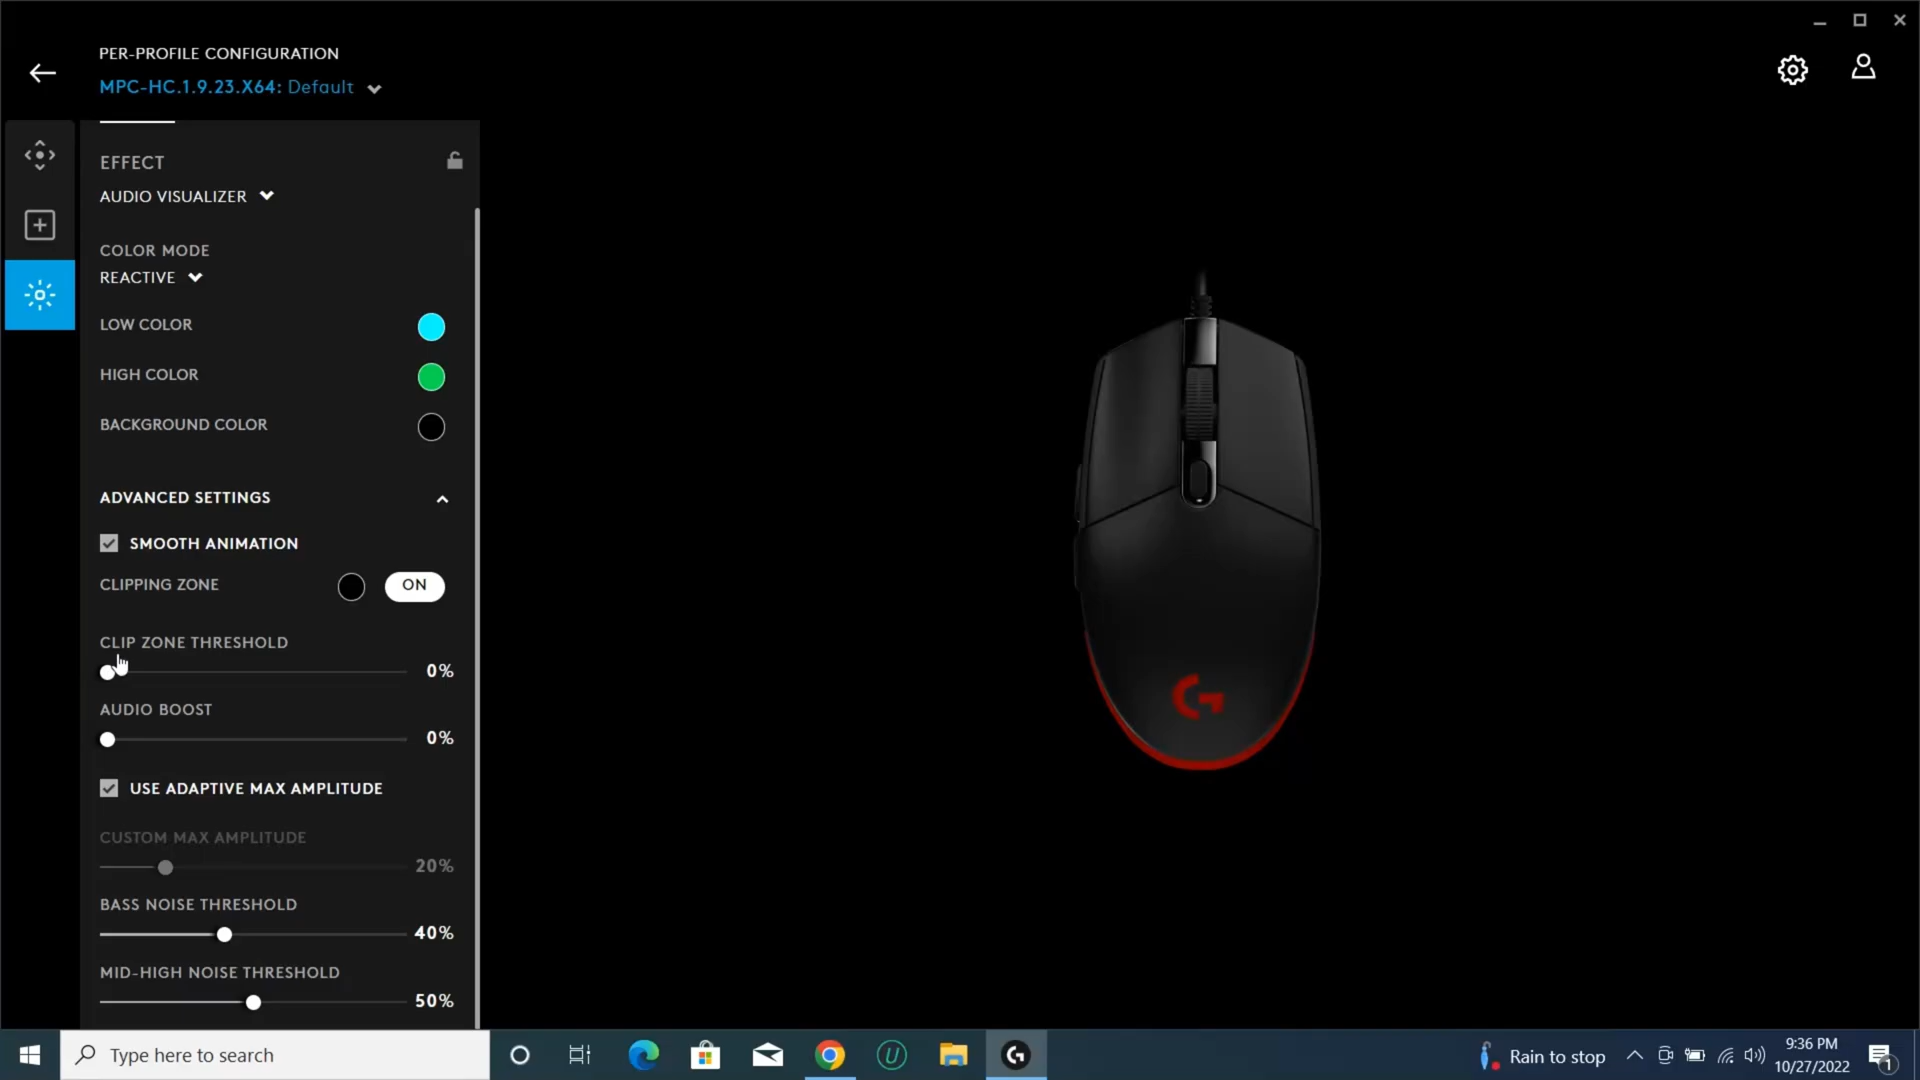 PER-PROFILE CONFIGURATION
MPC-HC.1.9.23.X64: Default
EFFECT
AUDIO VISUALIZER
COLOR MODE
REACTIVE
LOW COLOR
HIGH COLOR
BACKGROUND COLOR
ADVANCED SETTINGS
SMOOTH ANIMATION
CLIPPING ZONE ON
CLIP ZONE THRESHOLD
0%
AUDIO BOOST
0%
USE ADAPTIVE MAX AMPLITUDE
CUSTOM MAX AMPLITUDE
20%
BASS NOISE THRESHOLD
40%
MID-HIGH NOISE THRESHOLD
50%
Type here to search
Rain to stop
9:36 PM
10/27/2022
1